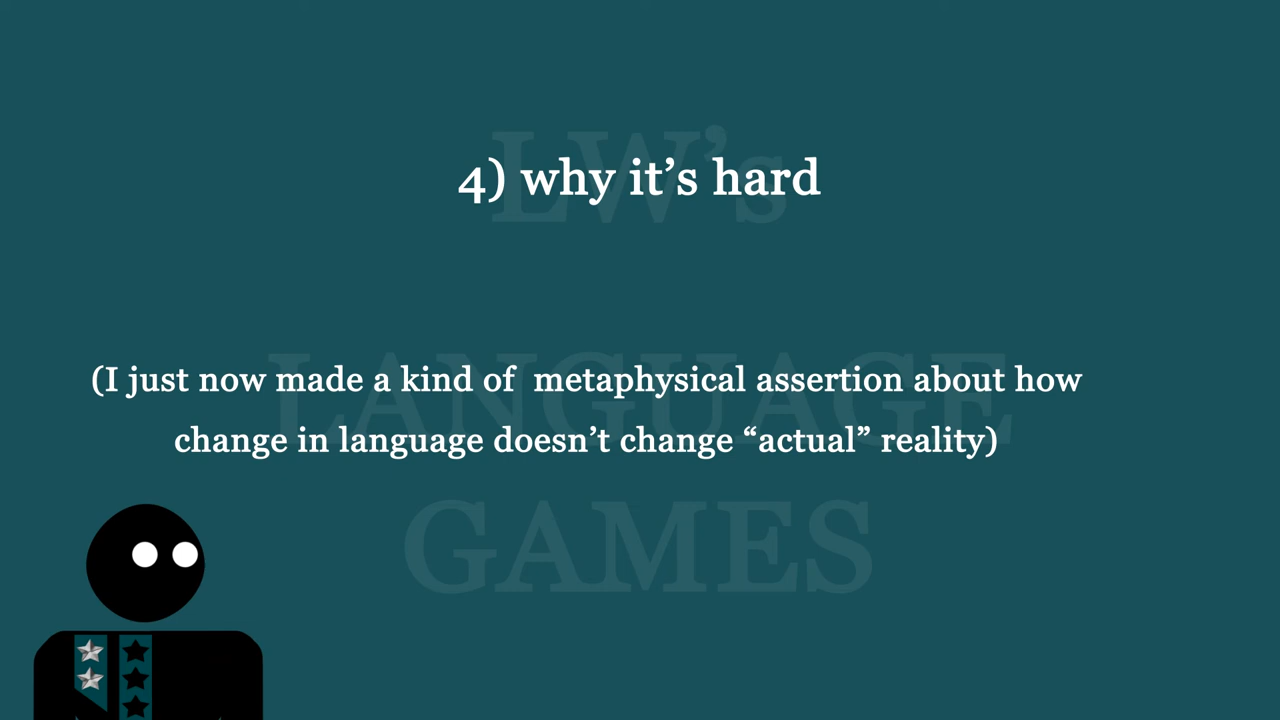 LW’s
4) why it’s hard
LANGUAGE
(I just now made a kind of metaphysical assertion about how
change in language doesn’t change “actual” reality)
GAMES